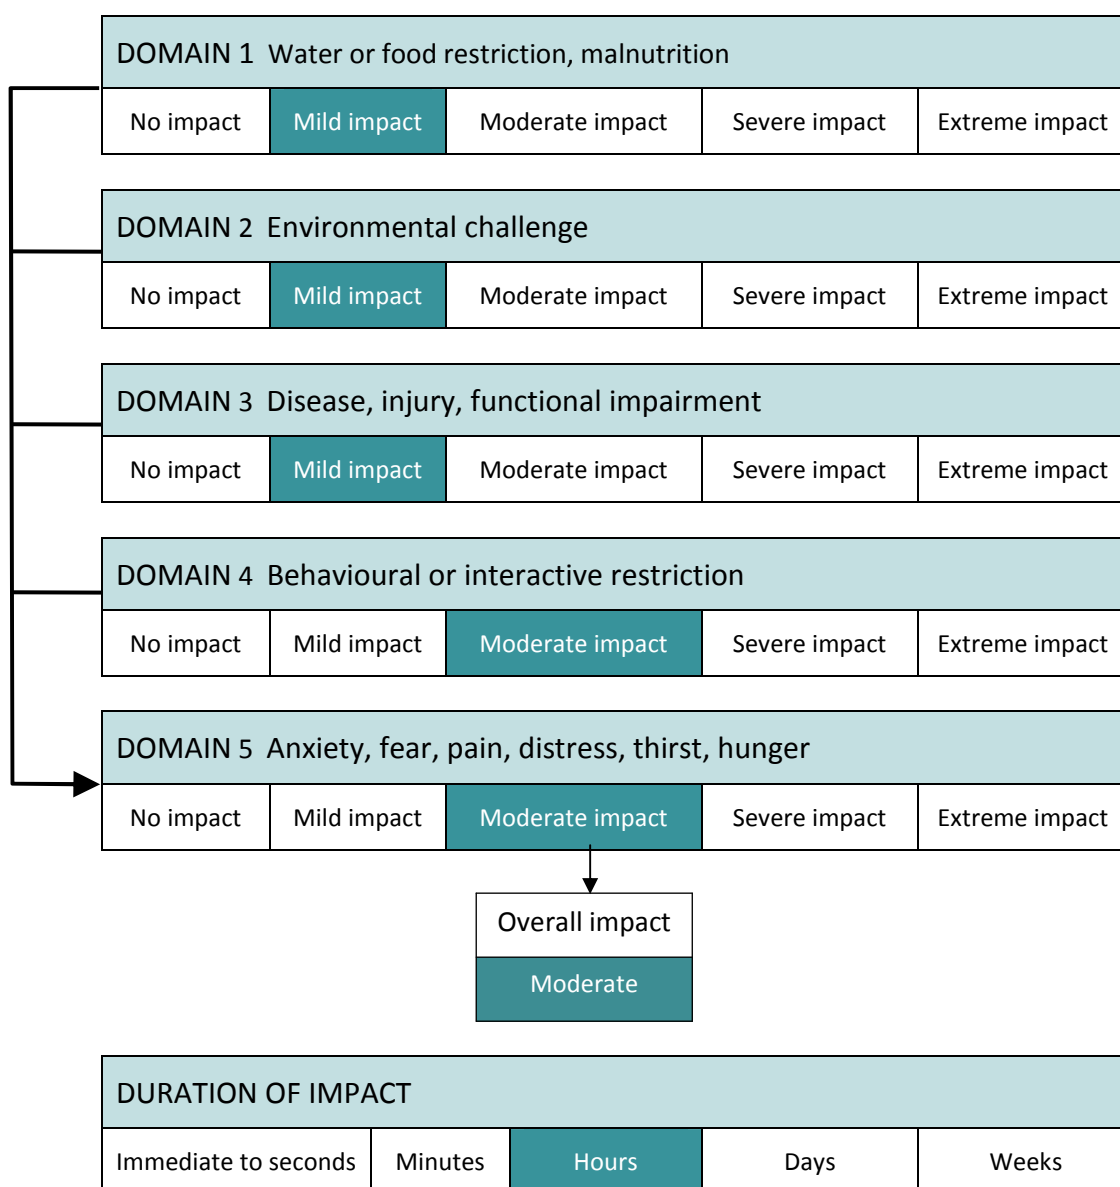 DOMAIN 1 Water or food restriction, malnutrition
No impact Mild impact Moderate impact Severe impact Extreme impact
DOMAIN 2 Environmental challenge
No impact Mild impact Moderate impact Severe impact Extreme impact
DOMAIN 3 Disease, injury, functional impairment
No impact Mild impact Moderate impact Severe impact Extreme impact
DOMAIN 4 Behavioural or interactive restriction
No impact Mild impact Moderate impact Severe impact Extreme impact
DOMAIN 5 Anxiety, fear, pain, distress, thirst, hunger
No impact Mild impact Moderate impact Severe impact Extreme impact
Overall impact
Moderate
DURATION OF IMPACT
Immediate to seconds Minutes Hours Days Weeks